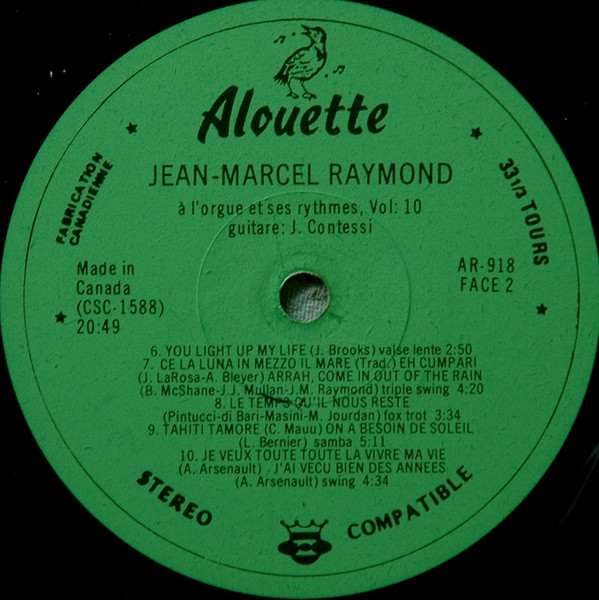 Alouette
JEAN-MARCEL RAYMOND
à l'orgue et ses rythmes, Vol: 10
guitare: J. Contessi
FABRICATION
CANADIENNE
33 1/3 TOURS
Made in
Canada
(CSC-1588)
20:49
AR-918
FACE 2
6. YOU LIGHT UP MY LIFE (J. Brooks) valse lente 2:50
7. CE LA LUNA IN MEZZO IL MARE (Trad.) EH CUMPARI
(J. LaRosa-A. Bleyer) ARRAH, COME IN OUT OF THE RAIN
(B. McShane-J.J. Mullan-J.M. Raymond) triple swing 4:20
8. LE TEMPS QU'IL NOUS RESTE
(Pintucci-di Bari-Masini-M. Jourdan) fox trot 3:34
9. TAHITI TAMORE (C. Mauu) ON A BESOIN DE SOLEIL
(L. Bernier) samba 5:11
10. JE VEUX TOUTE TOUTE LA VIVRE MA VIE
(A. Arsenault) J'AI VECU BIEN DES ANNEES
(A. Arsenault) swing 4:34
STEREO
COMPATIBLE